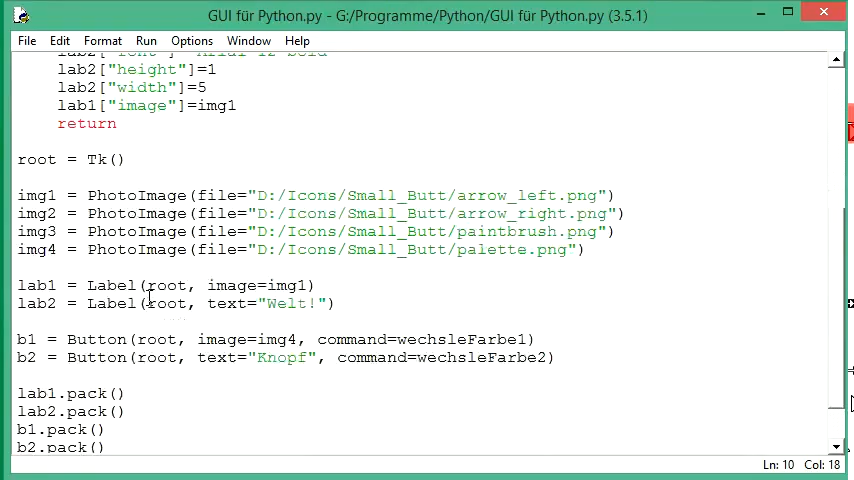 GUI für Python.py - G:/Programme/Python/GUI für Python.py (3.5.1)
File Edit Format Run Options Window Help
lab2["font"]="Arial 12 bold"
lab2["height"]=1
lab2["width"]=5
lab1["image"]=img1
return
root = Tk()
img1 = PhotoImage(file="D:/Icons/Small_Butt/arrow_left.png")
img2 = PhotoImage(file="D:/Icons/Small_Butt/arrow_right.png")
img3 = PhotoImage(file="D:/Icons/Small_Butt/paintbrush.png")
img4 = PhotoImage(file="D:/Icons/Small_Butt/palette.png")
lab1 = Label(root, image=img1)
lab2 = Label(root, text="Welt!")
b1 = Button(root, image=img4, command=wechsleFarbe1)
b2 = Button(root, text="Knopf", command=wechsleFarbe2)
lab1.pack()
lab2.pack()
b1.pack()
b2.pack()
Ln: 10 Col: 18